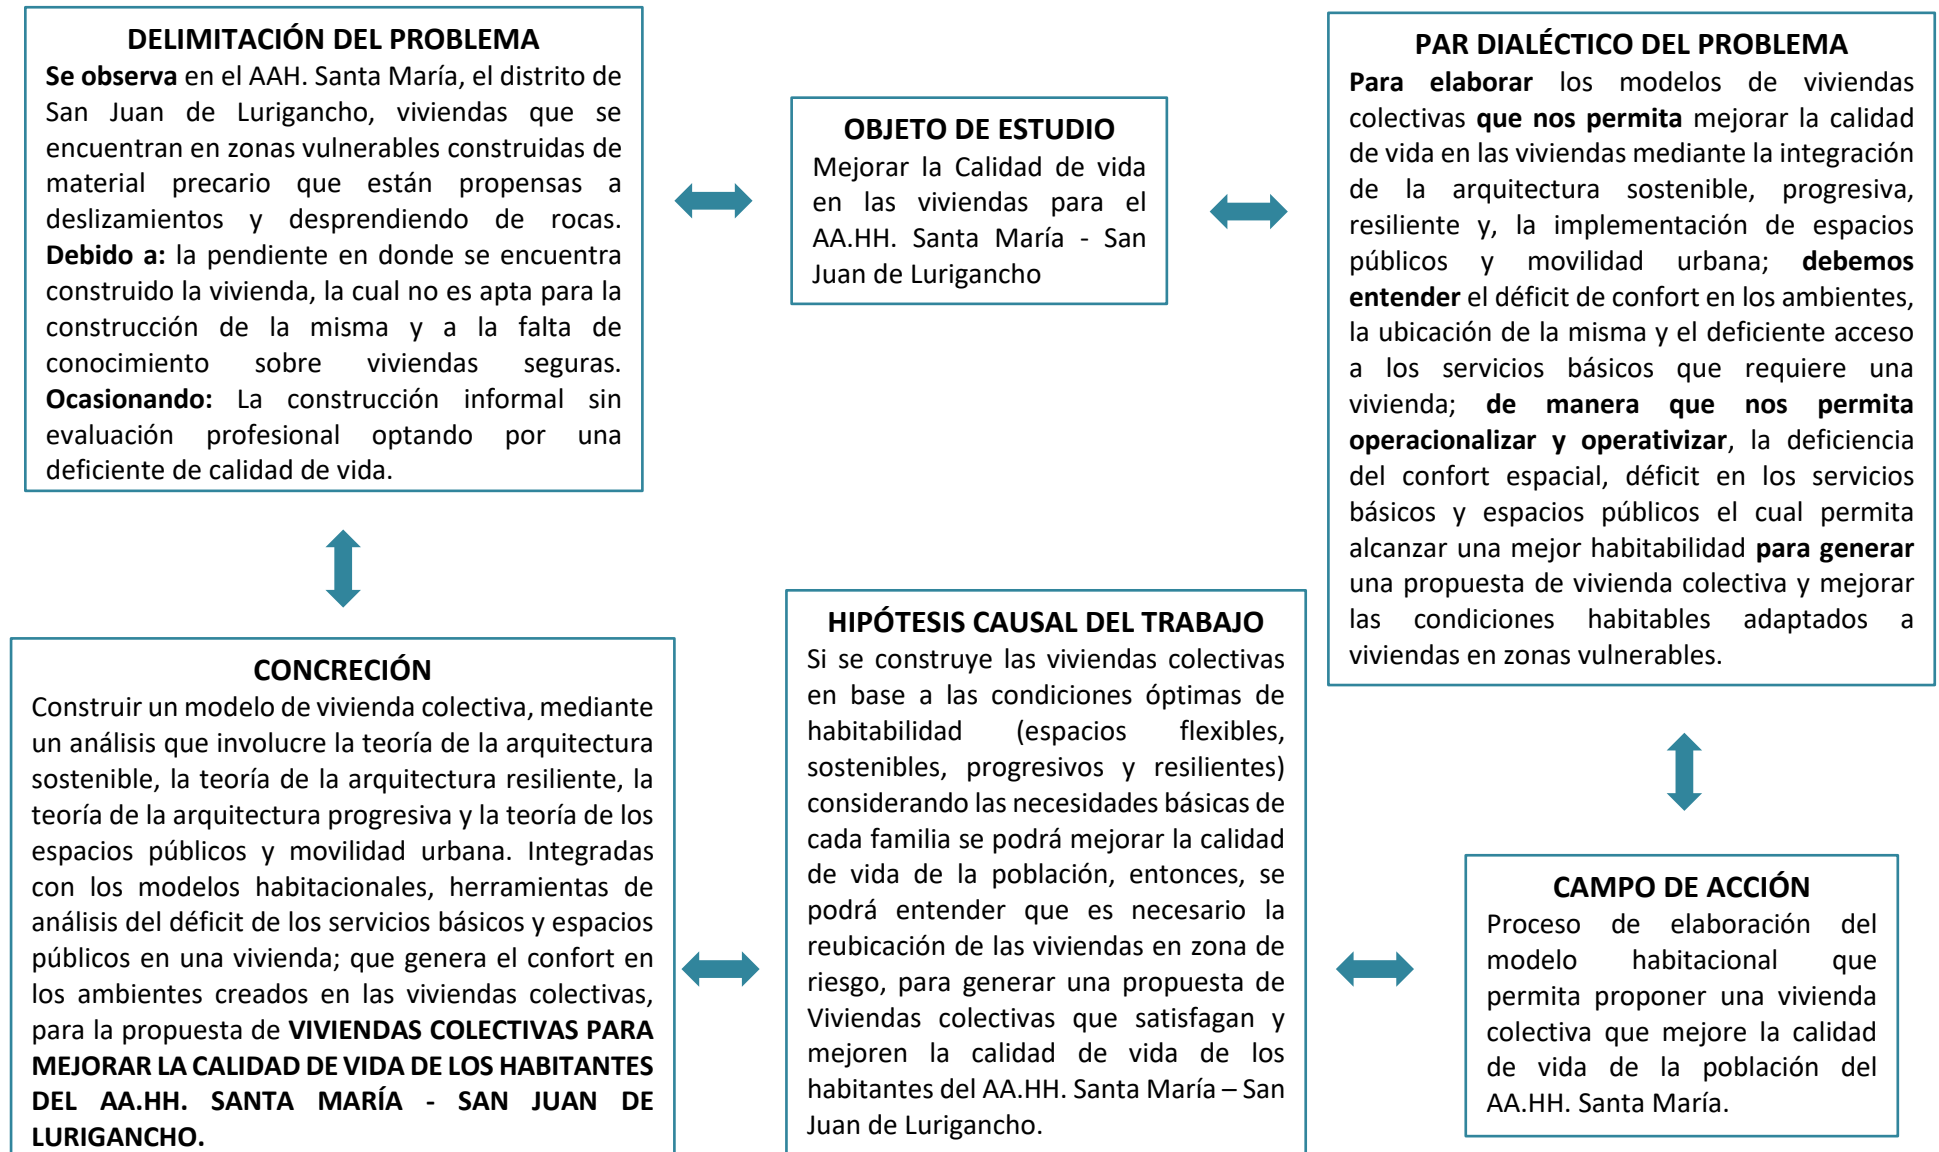 DELIMITACIÓN DEL PROBLEMA
Se observa en el AAH. Santa María, el distrito de
San Juan de Lurigancho, viviendas que se
encuentran en zonas vulnerables construidas de
material precario que están propensas a
deslizamientos y desprendiendo de rocas.
Debido a: la pendiente en donde se encuentra
construido la vivienda, la cual no es apta para la
construcción de la misma y a la falta de
conocimiento sobre viviendas seguras.
Ocasionando: La construcción informal sin
evaluación profesional optando por una
deficiente de calidad de vida.
OBJETO DE ESTUDIO
Mejorar la Calidad de vida
en las viviendas para el
AA.HH. Santa María - San
Juan de Lurigancho
PAR DIALÉCTICO DEL PROBLEMA
Para elaborar los modelos de viviendas
colectivas que nos permita mejorar la calidad
de vida en las viviendas mediante la integración
de la arquitectura sostenible, progresiva,
resiliente y, la implementación de espacios
públicos y movilidad urbana; debemos
entender el déficit de confort en los ambientes,
la ubicación de la misma y el deficiente acceso
a los servicios básicos que requiere una
vivienda; de manera que nos permita
operacionalizar y operativizar, la deficiencia
del confort espacial, déficit en los servicios
básicos y espacios públicos el cual permita
alcanzar una mejor habitabilidad para generar
una propuesta de vivienda colectiva y mejorar
las condiciones habitables adaptados a
viviendas en zonas vulnerables.
CONCRECIÓN
Construir un modelo de vivienda colectiva, mediante
un análisis que involucre la teoría de la arquitectura
sostenible, la teoría de la arquitectura resiliente, la
teoría de la arquitectura progresiva y la teoría de los
espacios públicos y movilidad urbana. Integradas
con los modelos habitacionales, herramientas de
análisis del déficit de los servicios básicos y espacios
públicos en una vivienda; que genera el confort en
los ambientes creados en las viviendas colectivas,
para la propuesta de VIVIENDAS COLECTIVAS PARA
MEJORAR LA CALIDAD DE VIDA DE LOS HABITANTES
DEL AA.HH. SANTA MARÍA - SAN JUAN DE
LURIGANCHO.
HIPÓTESIS CAUSAL DEL TRABAJO
Si se construye las viviendas colectivas
en base a las condiciones óptimas de
habitabilidad (espacios flexibles,
sostenibles, progresivos y resilientes)
considerando las necesidades básicas de
cada familia se podrá mejorar la calidad
de vida de la población, entonces, se
podrá entender que es necesario la
reubicación de las viviendas en zona de
riesgo, para generar una propuesta de
Viviendas colectivas que satisfagan y
mejoren la calidad de vida de los
habitantes del AA.HH. Santa María – San
Juan de Lurigancho.
CAMPO DE ACCIÓN
Proceso de elaboración del
modelo habitacional que
permita proponer una vivienda
colectiva que mejore la calidad
de vida de la población del
AA.HH. Santa María.